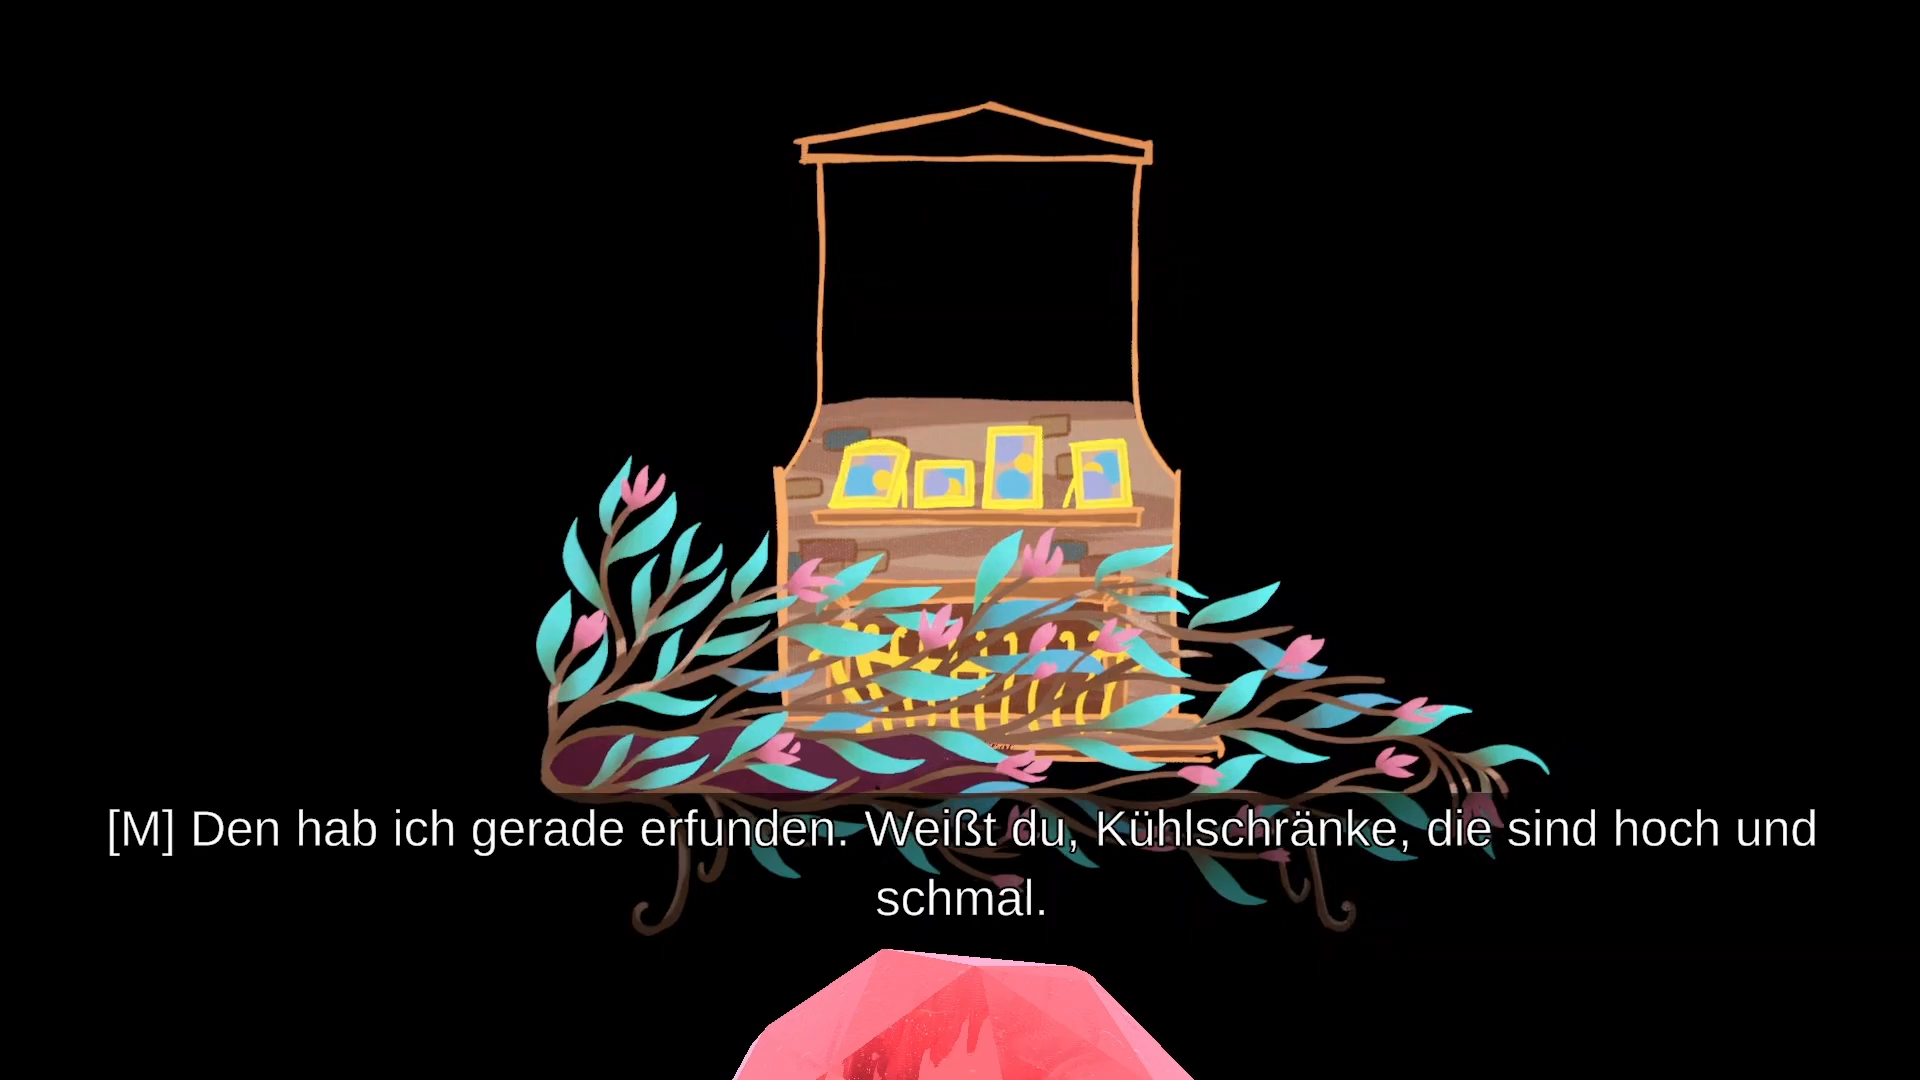 [M] Den hab ich gerade erfunden. Weißt du, Kühlschränke, die sind hoch und
schmal.